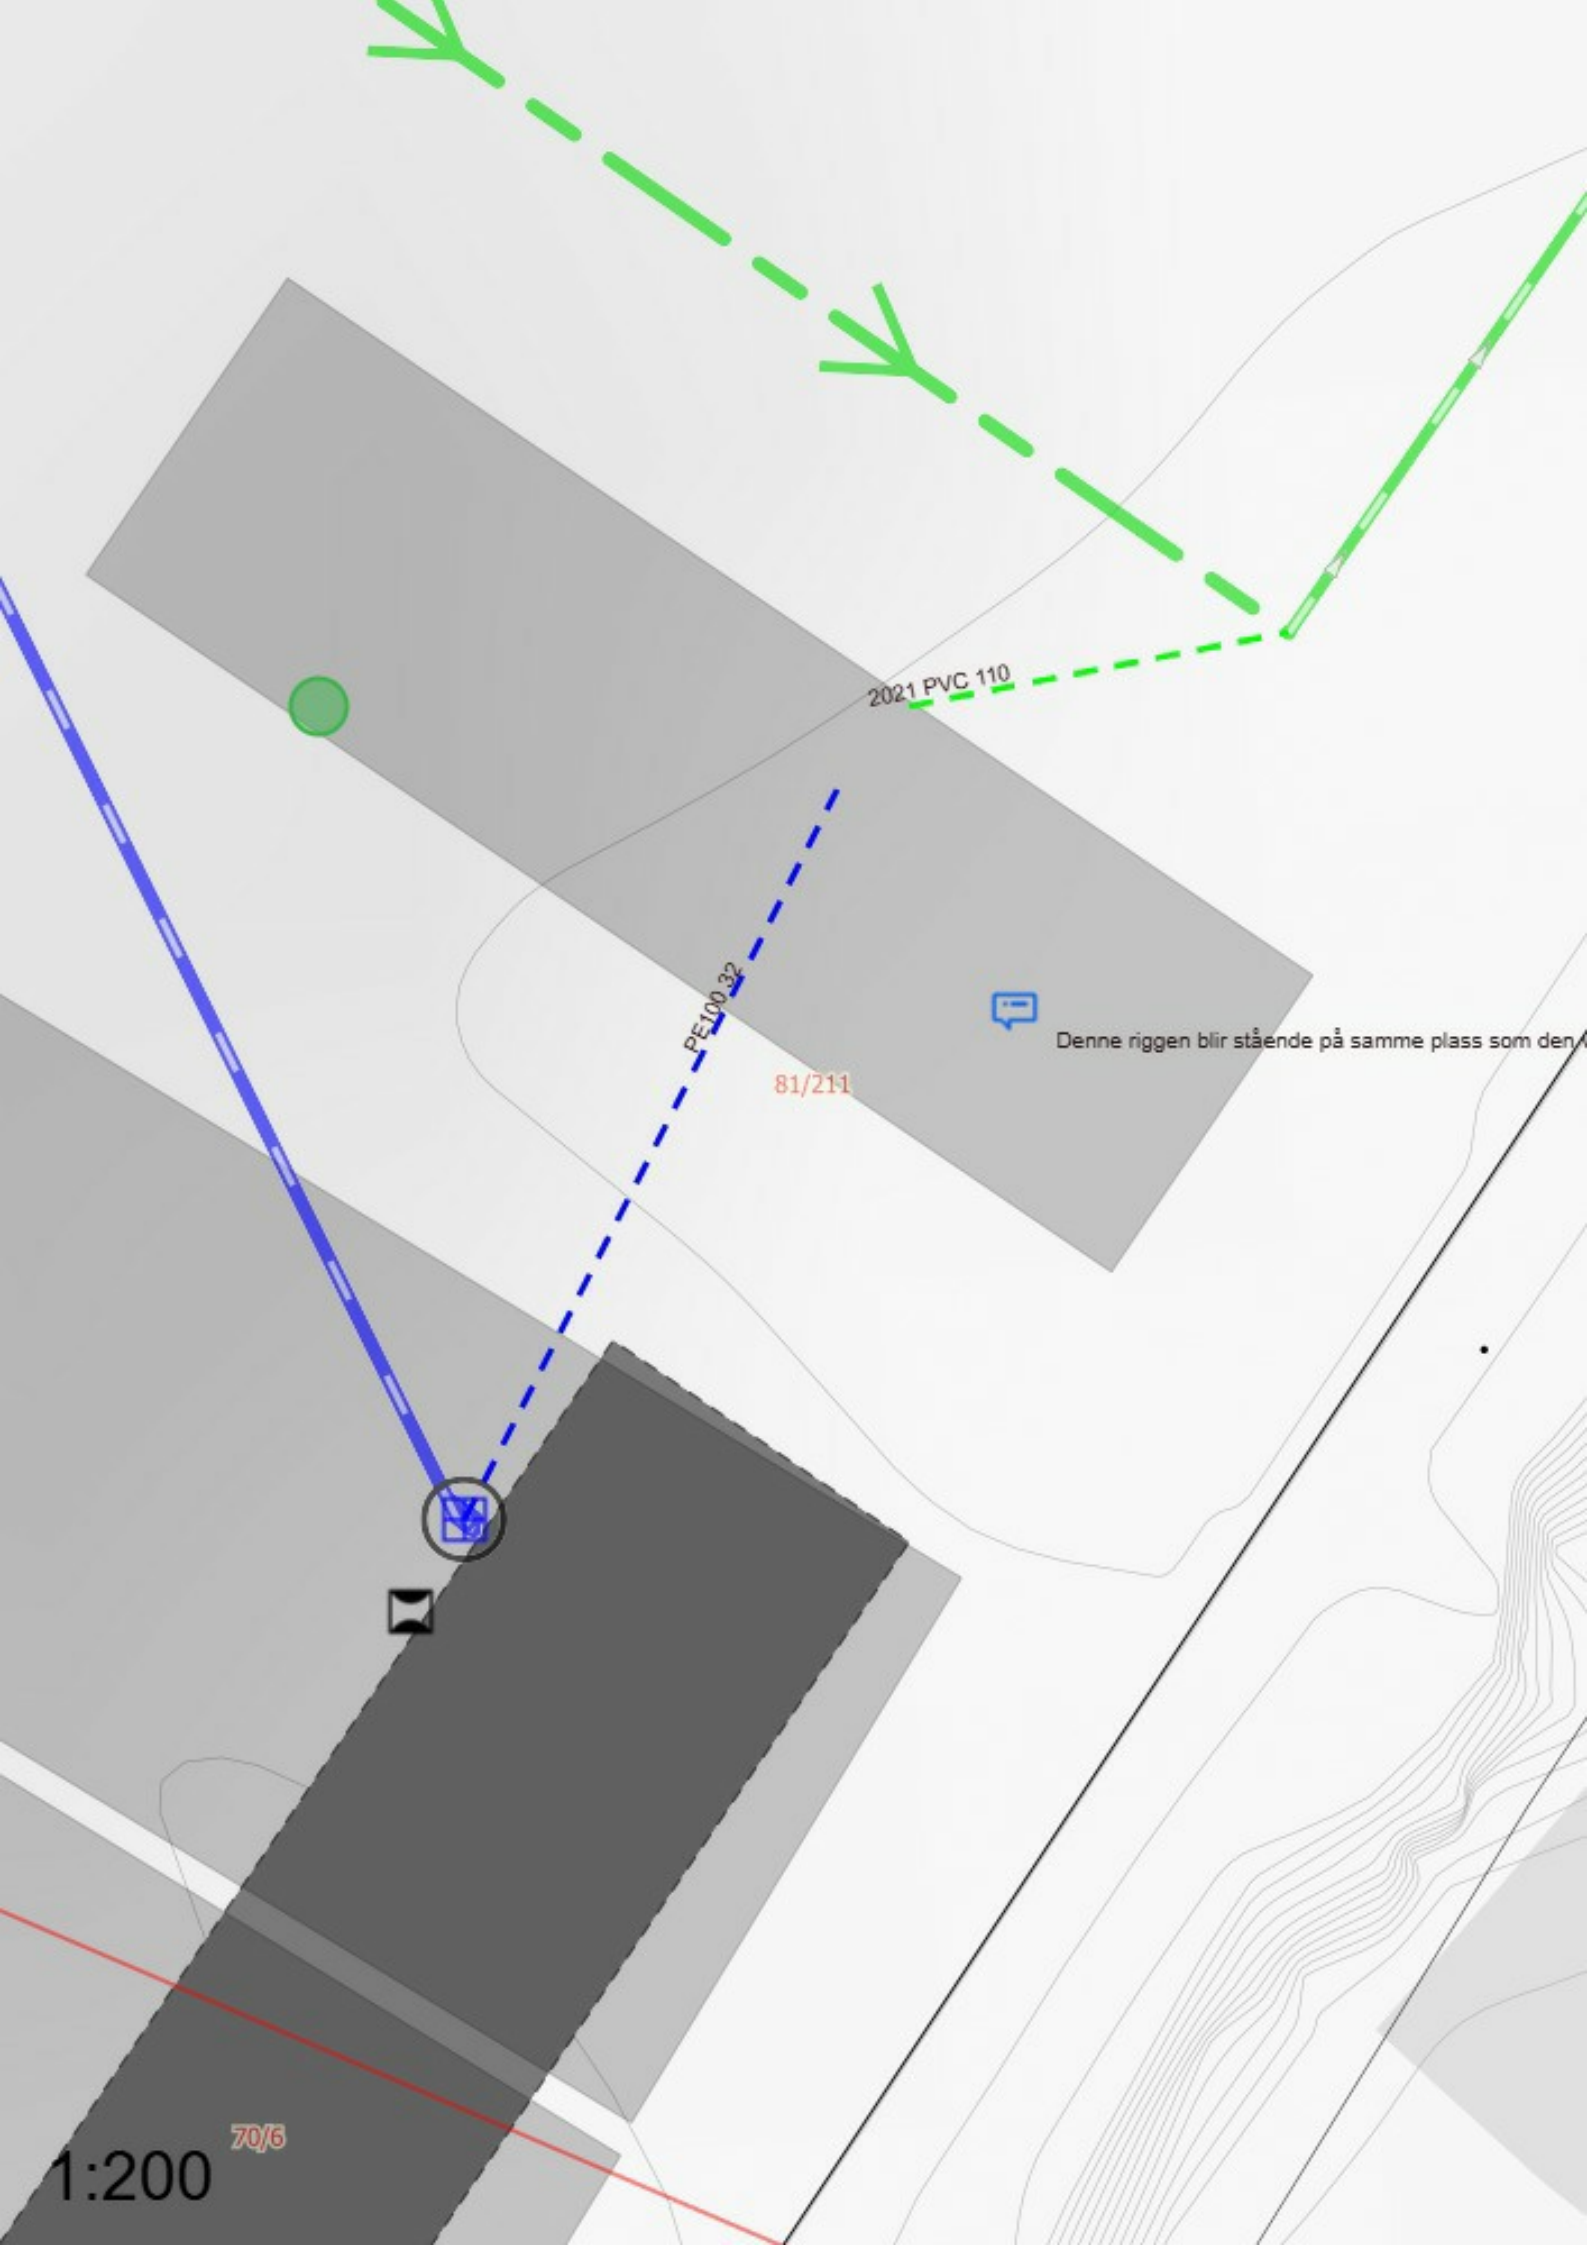 2021 PVC 110
PE100 32
Denne riggen blir stående på samme plass som den
81/211
70/6
1:200